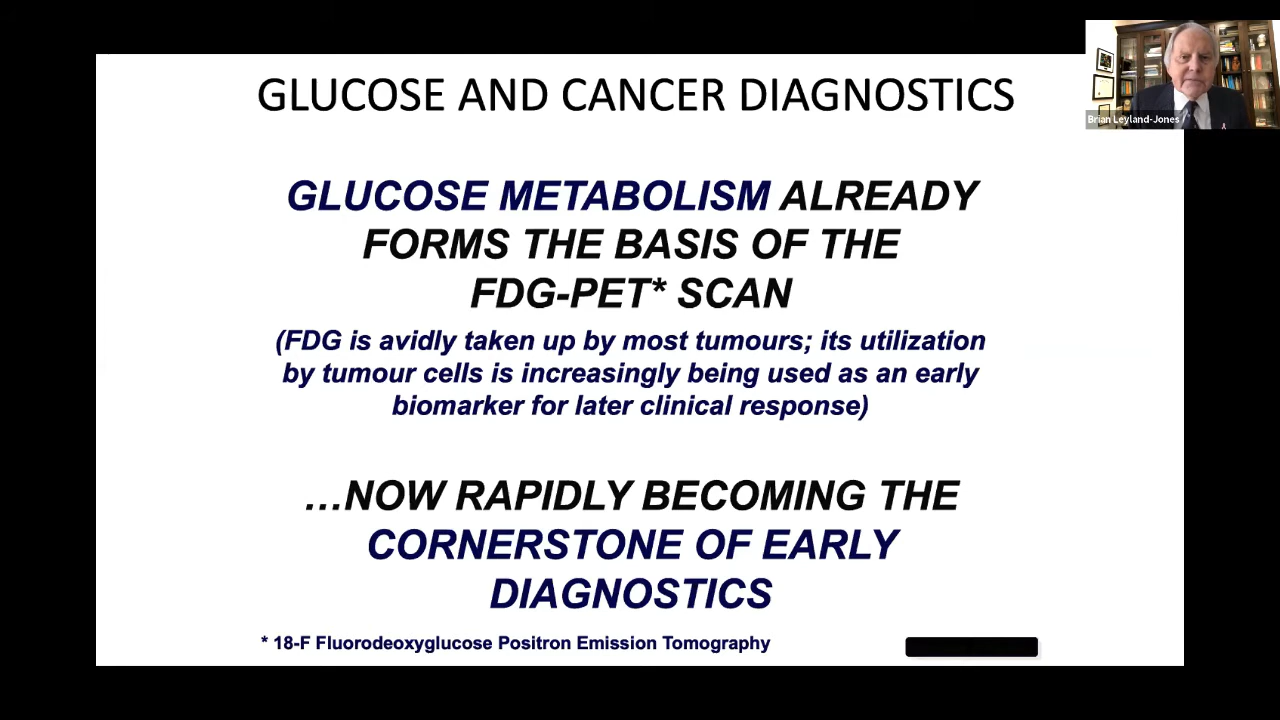 GLUCOSE AND CANCER DIAGNOSTICS
Brian Leyland-Jones
GLUCOSE METABOLISM ALREADY
FORMS THE BASIS OF THE
FDG-PET* SCAN
(FDG is avidly taken up by most tumours; its utilization
by tumour cells is increasingly being used as an early
biomarker for later clinical response)
…NOW RAPIDLY BECOMING THE
CORNERSTONE OF EARLY
DIAGNOSTICS
* 18-F Fluorodeoxyglucose Positron Emission Tomography